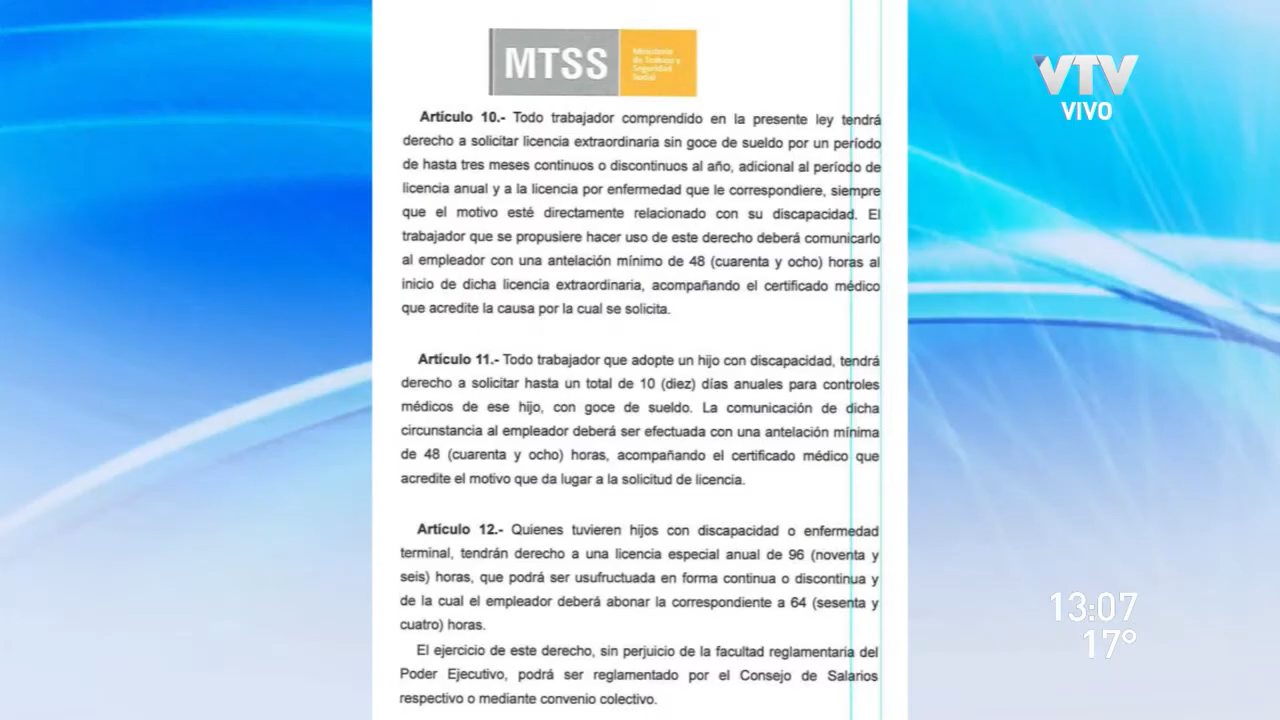 MTSS
Ministerio
de Trabajo y
Seguridad
Social
VTV
VIVO
Artículo 10.- Todo trabajador comprendido en la presente ley tendrá
derecho a solicitar licencia extraordinaria sin goce de sueldo por un período
de hasta tres meses continuos o discontinuos al año, adicional al período de
licencia anual y a la licencia por enfermedad que le correspondiere, siempre
que el motivo esté directamente relacionado con su discapacidad. El
trabajador que se propusiere hacer uso de este derecho deberá comunicarlo
al empleador con una antelación mínimo de 48 (cuarenta y ocho) horas al
inicio de dicha licencia extraordinaria, acompañando el certificado médico
que acredite la causa por la cual se solicita.
Artículo 11.- Todo trabajador que adopte un hijo con discapacidad, tendrá
derecho a solicitar hasta un total de 10 (diez) días anuales para controles
médicos de ese hijo, con goce de sueldo. La comunicación de dicha
circunstancia al empleador deberá ser efectuada con una antelación mínima
de 48 (cuarenta y ocho) horas, acompañando el certificado médico que
acredite el motivo que da lugar a la solicitud de licencia.
Artículo 12.- Quienes tuvieren hijos con discapacidad o enfermedad
terminal, tendrán derecho a una licencia especial anual de 96 (noventa y
seis) horas, que podrá ser usufructuada en forma continua o discontinua y
de la cual el empleador deberá abonar la correspondiente a 64 (sesenta y
cuatro) horas.
El ejercicio de este derecho, sin perjuicio de la facultad reglamentaria del
Poder Ejecutivo, podrá ser reglamentado por el Consejo de Salarios
respectivo o mediante convenio colectivo.
13:07
17°